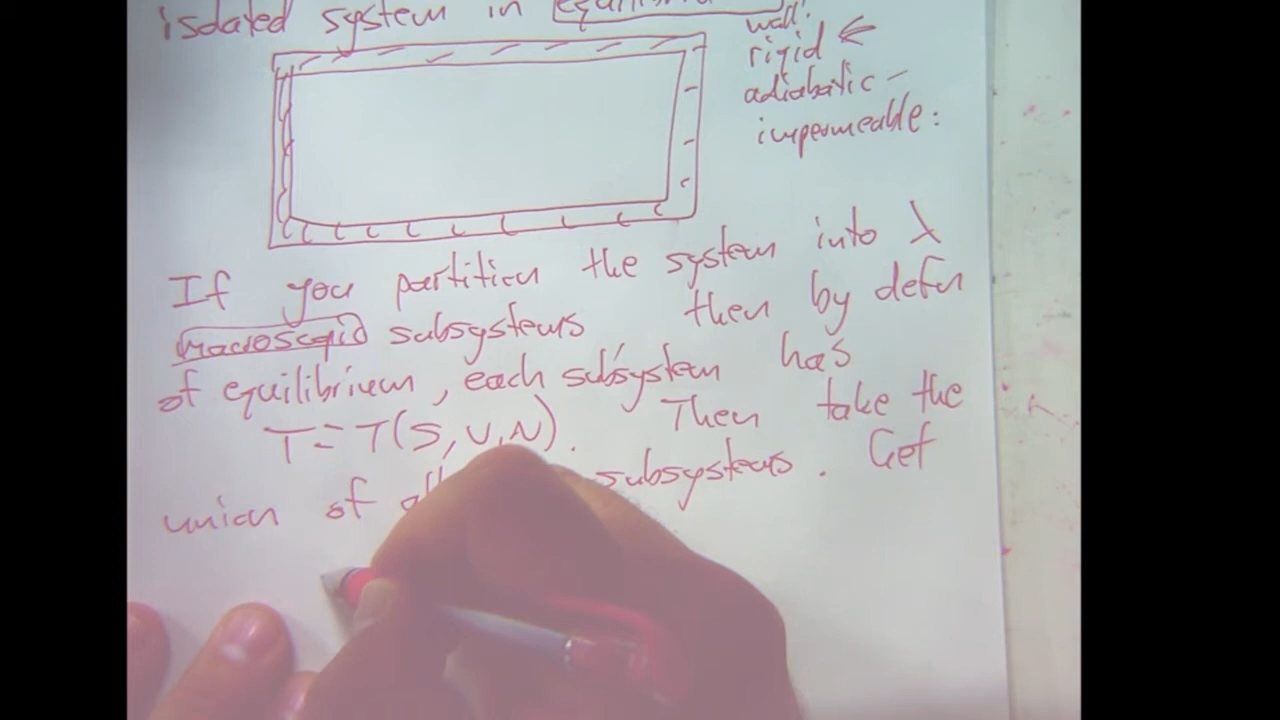 isolated system in
wall:
rigid ←
adiabatic -
impermeable:
If you partition the system into λ
macroscopic subsystems then by defn
of equilibrium, each subsystem has
T = T(S, V, N). Then take the
union of all subsystems. Get